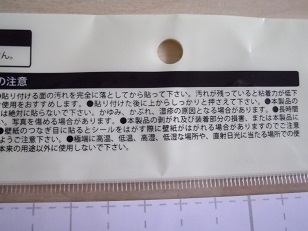 ん。
の注意
●貼り付ける面の汚れを完全に落としてから貼って下さい。汚れが残っていると粘着力が低下
使用をおすすめします。●貼り付けた後に上からしっかりと押さえて下さい。●
は絶対に貼らないで下さい。かゆみ、かぶれ、湿疹の原因となる場合があります。●長時間
、写真を傷める場合があります。●本製品の剥がれ及び装着部分の損害、または本製品に
●壁紙のつなぎ目に貼るとシールをはがす際に壁紙がはがれる場合がありますのでご注意
ようご注意下さい。●極端に高温、低温、高湿、低湿な場所や、直射日光に当たる場所での使
本来の用途以外に使用しないで下さい。